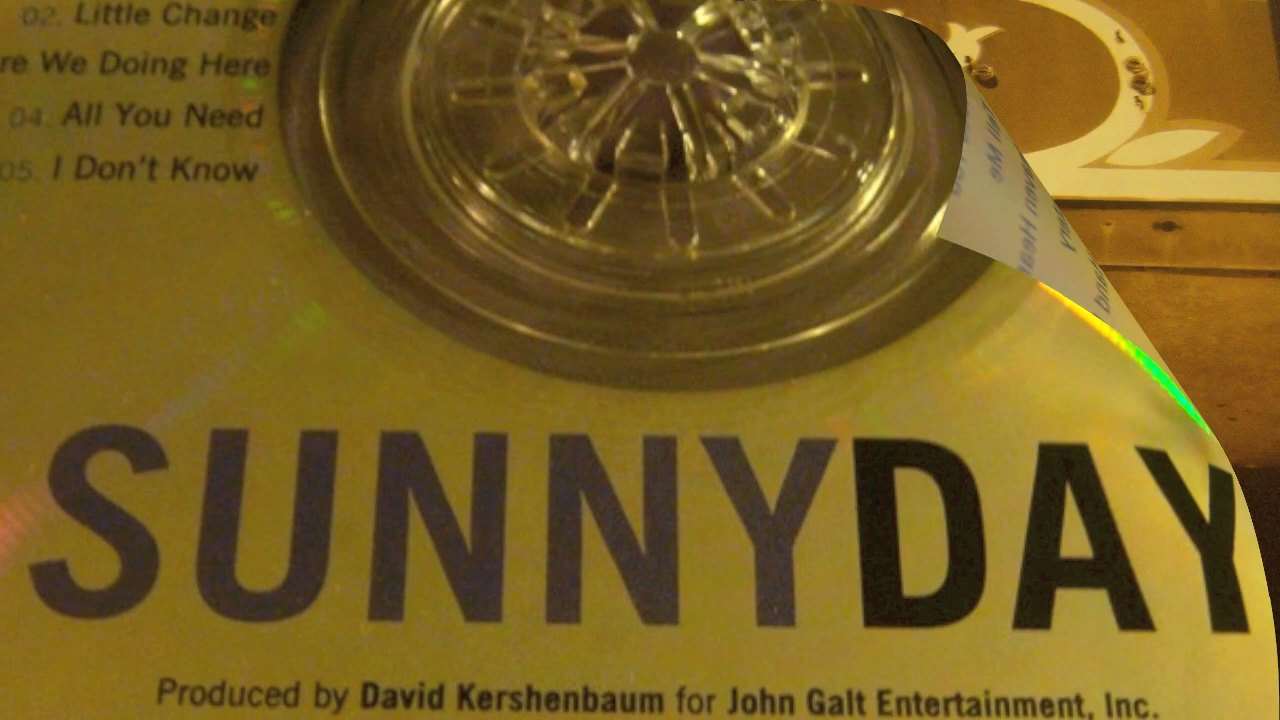 02. Little Change
re We Doing Here
04. All You Need
05. I Don't Know
SUNNYDAY
Produced by David Kershenbaum for John Galt Entertainment, Inc.